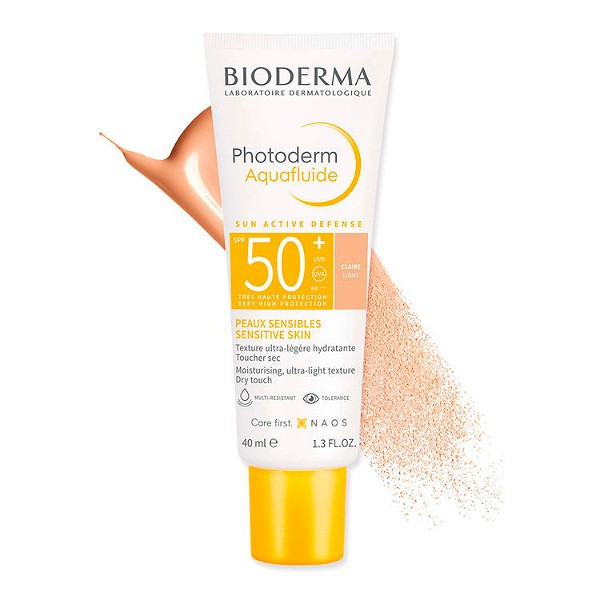 BIODERMA
LABORATOIRE DERMATOLOGIQUE
Photoderm
Aquafluide
SUN ACTIVE DEFENSE
SPF 50+
UVB
UVA
PA++++
CLAIRE
LIGHT
TRÈS HAUTE PROTECTION
VERY HIGH PROTECTION
PEAUX SENSIBLES
SENSITIVE SKIN
Texture ultra-légère hydratante
Toucher sec
Moisturising, ultra-light texture
Dry touch
MULTI-RESISTANT TOLERANCE
Care first. NAOS
40 ml ℮ 1.3 FL.OZ.